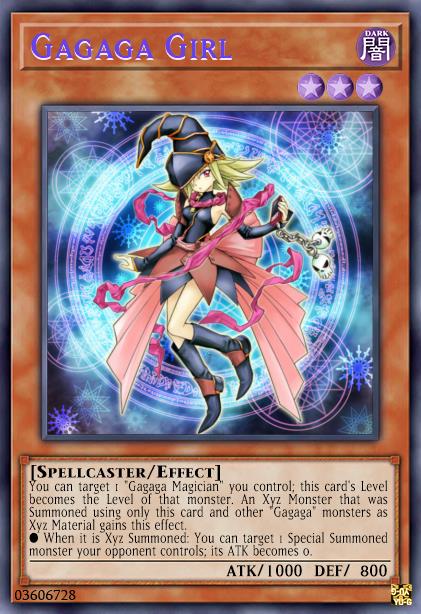 Gagaga Girl
DARK
闇
[Spellcaster/Effect]
You can target 1 "Gagaga Magician" you control; this card's Level
becomes the Level of that monster. An Xyz Monster that was
Summoned using only this card and other "Gagaga" monsters as
Xyz Material gains this effect.
● When it is Xyz Summoned: You can target 1 Special Summoned
monster your opponent controls; its ATK becomes 0.
ATK/1000 DEF/ 800
03606728